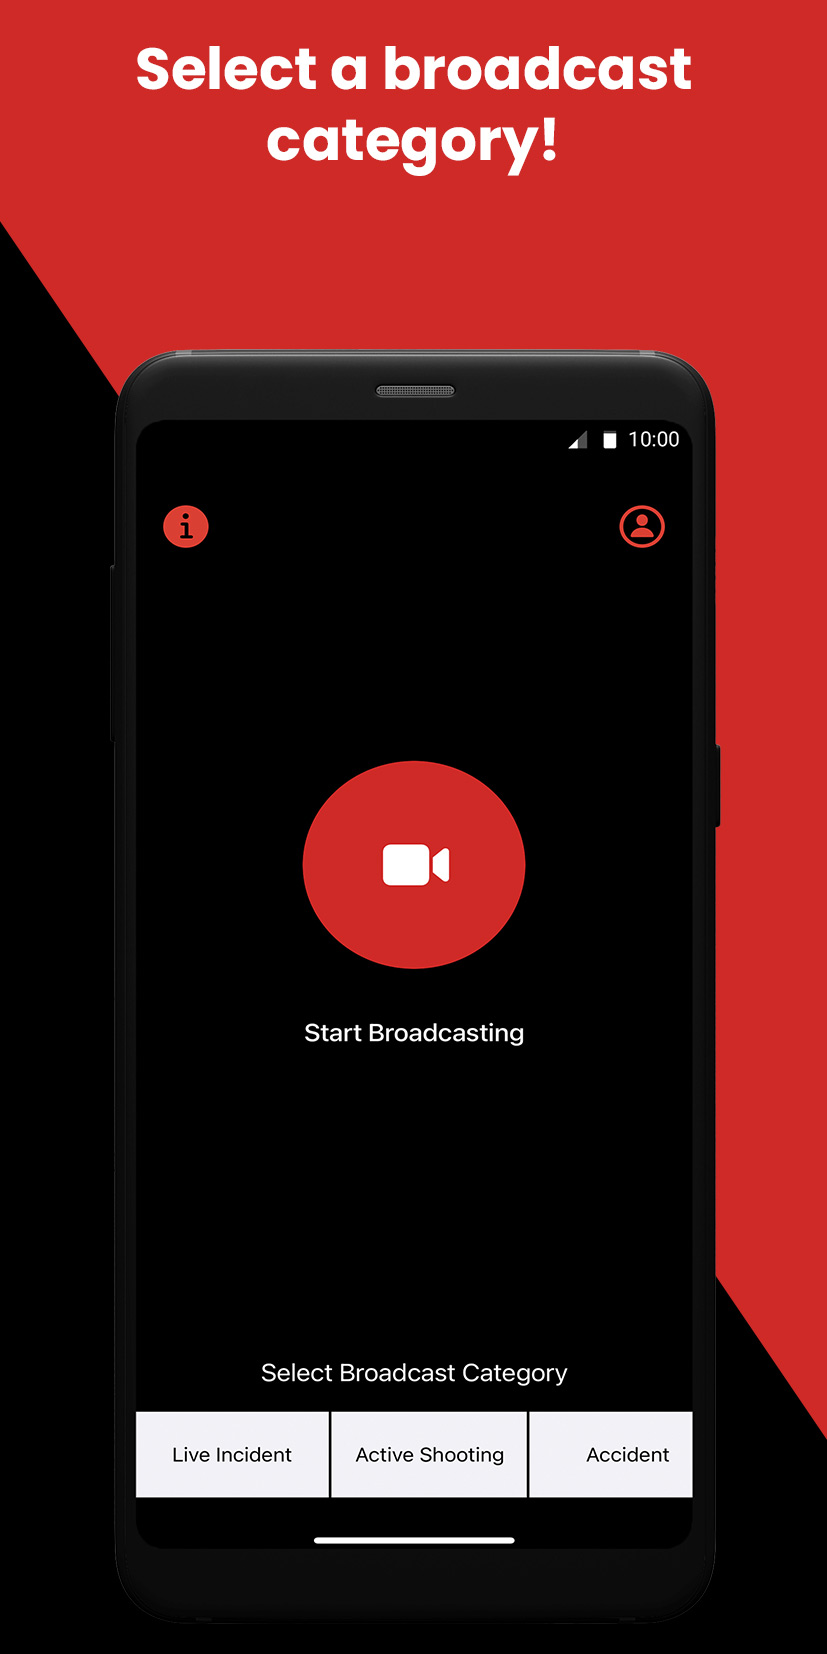 Select a broadcast
category!
10:00
Start Broadcasting
Select Broadcast Category
Live Incident
Active Shooting
Accident